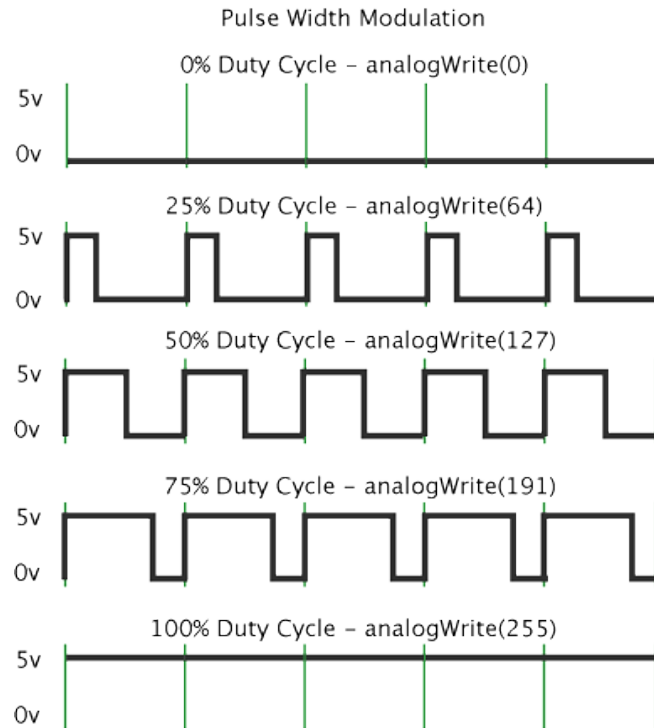 Pulse Width Modulation
0% Duty Cycle – analogWrite(0)
5v
0v
25% Duty Cycle – analogWrite(64)
5v
0v
50% Duty Cycle – analogWrite(127)
5v
0v
75% Duty Cycle – analogWrite(191)
5v
0v
100% Duty Cycle – analogWrite(255)
5v
0v